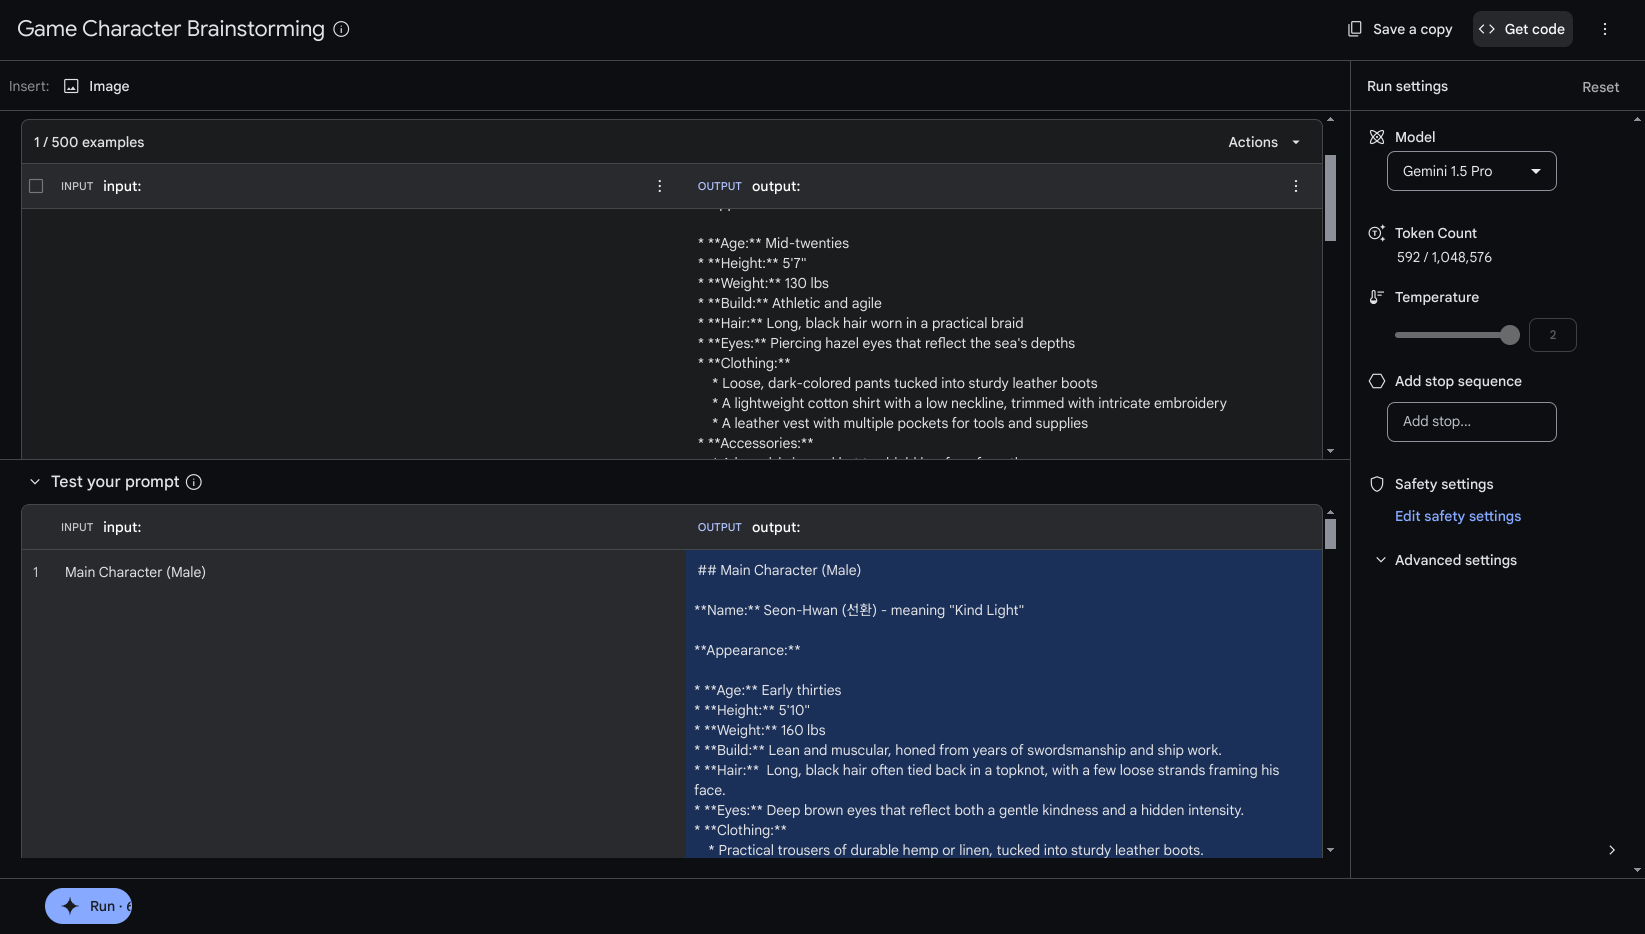 Game Character Brainstorming
Save a copy
Get code
Insert:
Image
1 / 500 examples
Actions
INPUT input:
OUTPUT output:
* **Age:** Mid-twenties
* **Height:** 5'7"
* **Weight:** 130 lbs
* **Build:** Athletic and agile
* **Hair:** Long, black hair worn in a practical braid
* **Eyes:** Piercing hazel eyes that reflect the sea's depths
* **Clothing:**
* Loose, dark-colored pants tucked into sturdy leather boots
* A lightweight cotton shirt with a low neckline, trimmed with intricate embroidery
* A leather vest with multiple pockets for tools and supplies
* **Accessories:**
Test your prompt
INPUT input:
OUTPUT output:
1
Main Character (Male)
## Main Character (Male)
**Name:** Seon-Hwan (선환) - meaning "Kind Light"
**Appearance:**
* **Age:** Early thirties
* **Height:** 5'10"
* **Weight:** 160 lbs
* **Build:** Lean and muscular, honed from years of swordsmanship and ship work.
* **Hair:** Long, black hair often tied back in a topknot, with a few loose strands framing his
face.
* **Eyes:** Deep brown eyes that reflect both a gentle kindness and a hidden intensity.
* **Clothing:**
* Practical trousers of durable hemp or linen, tucked into sturdy leather boots.
Run ·
Run settings
Reset
Model
Gemini 1.5 Pro
Token Count
592 / 1,048,576
Temperature
2
Add stop sequence
Add stop...
Safety settings
Edit safety settings
Advanced settings